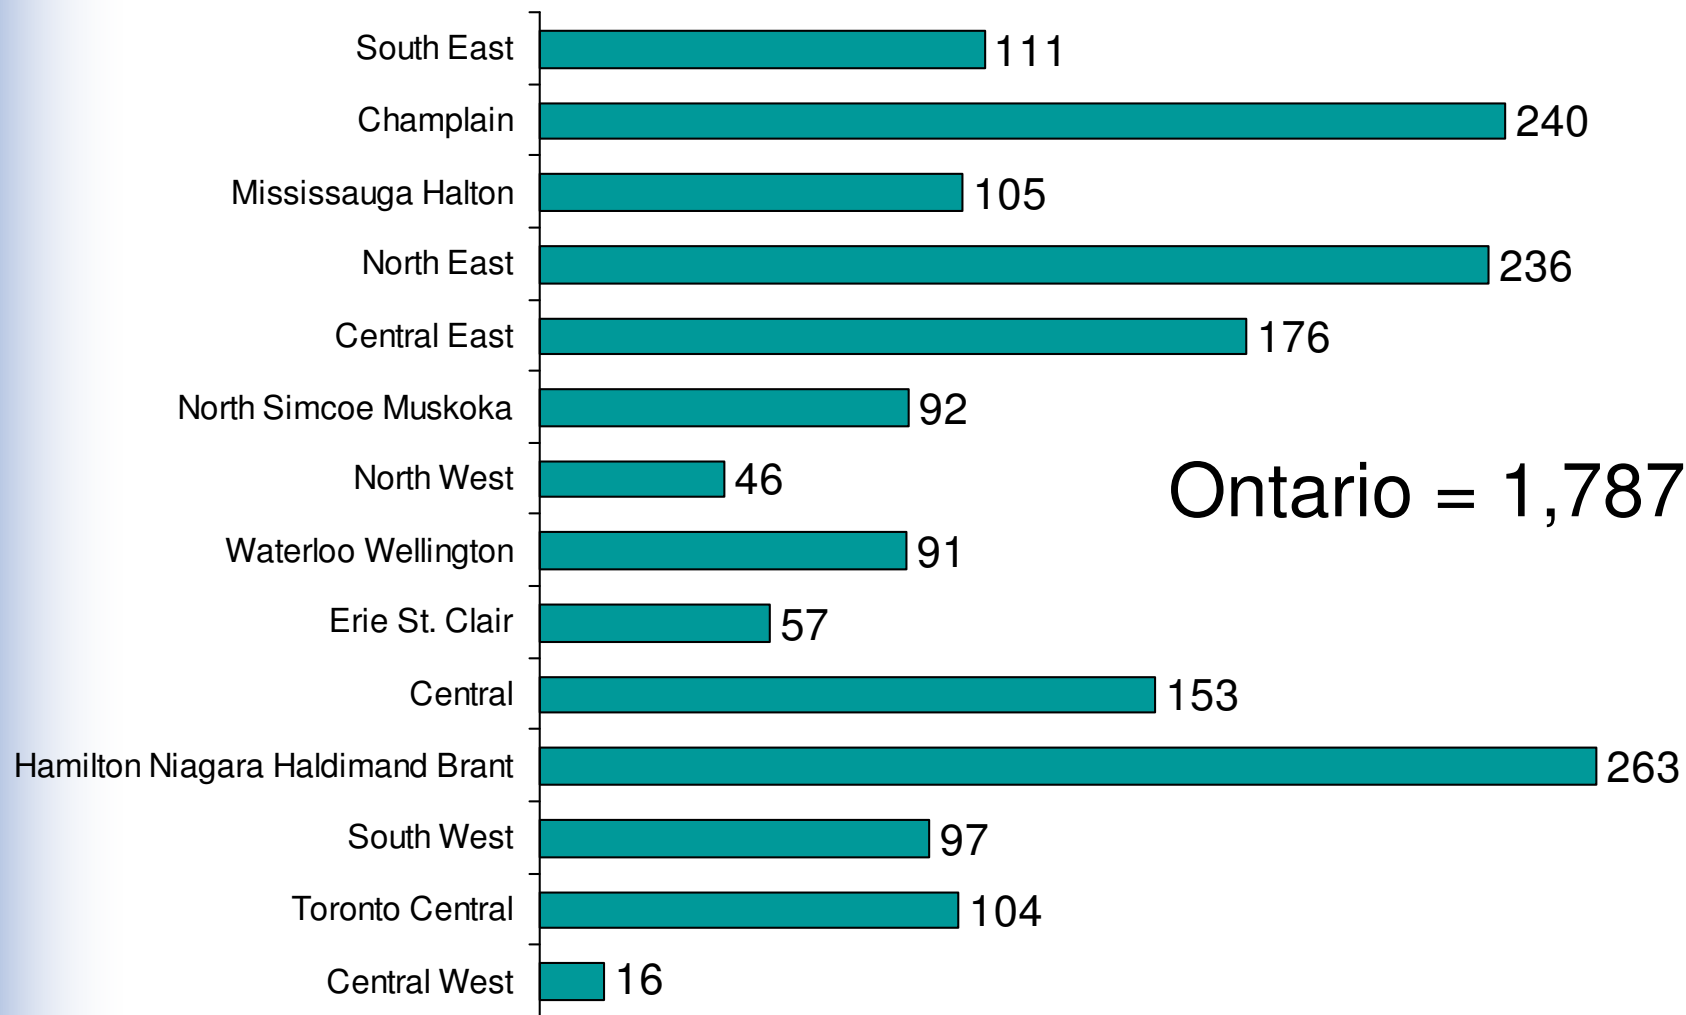 South East 111
Champlain 240
Mississauga Halton 105
North East 236
Central East 176
North Simcoe Muskoka 92
North West 46
Ontario = 1,787
Waterloo Wellington 91
Erie St. Clair 57
Central 153
Hamilton Niagara Haldimand Brant 263
South West 97
Toronto Central 104
Central West 16